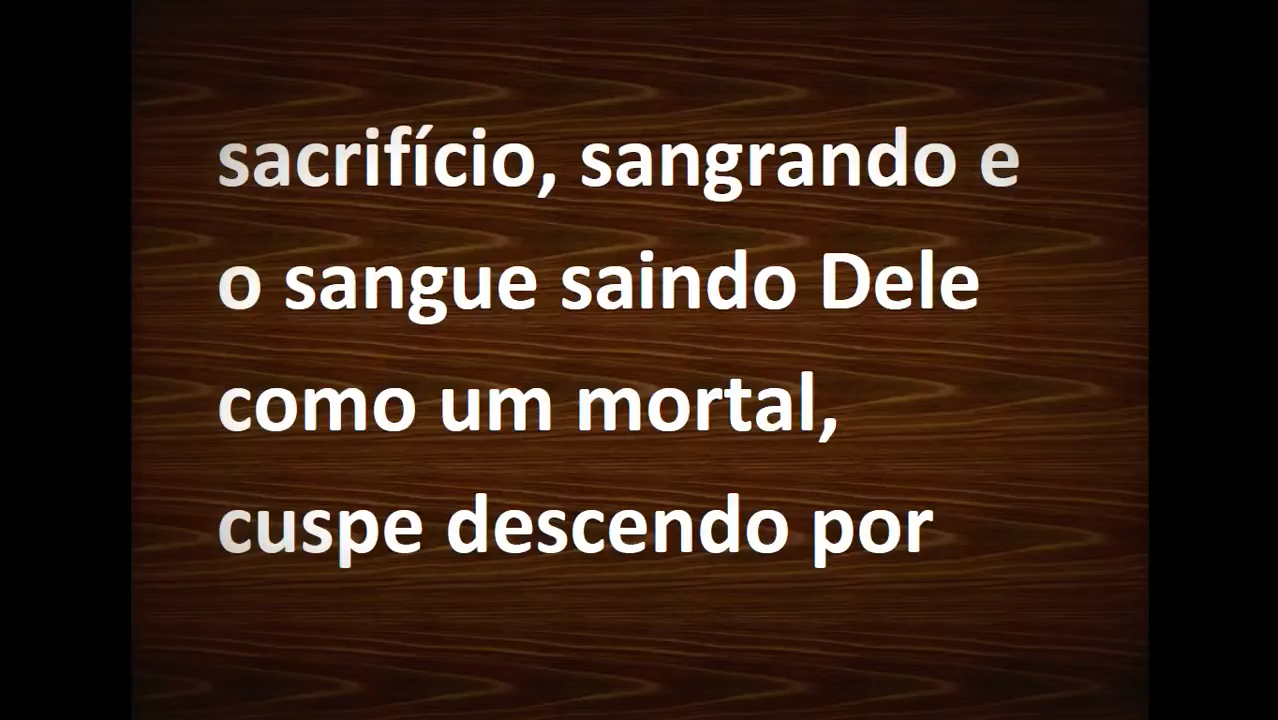 sacrifício, sangrando e
o sangue saindo Dele
como um mortal,
cuspe descendo por